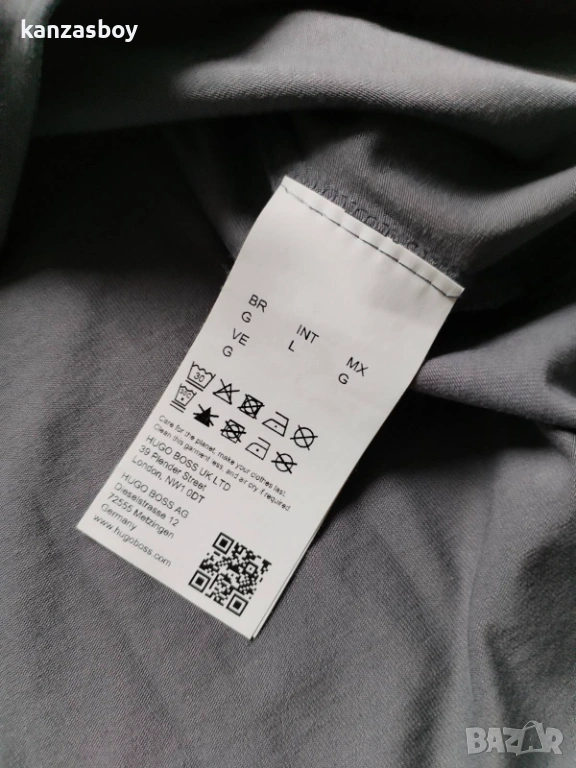 kanzasboy
BR
G
INT
L
MX
G
VE
G
30
Care for the planet, make your clothes last.
Clean this garment less, and air dry if required.
HUGO BOSS UK LTD
39 Plender Street
London, NW1 0DT
HUGO BOSS AG
Dieselstrasse 12
72555 Metzingen
Germany
www.hugoboss.com
BAZAR